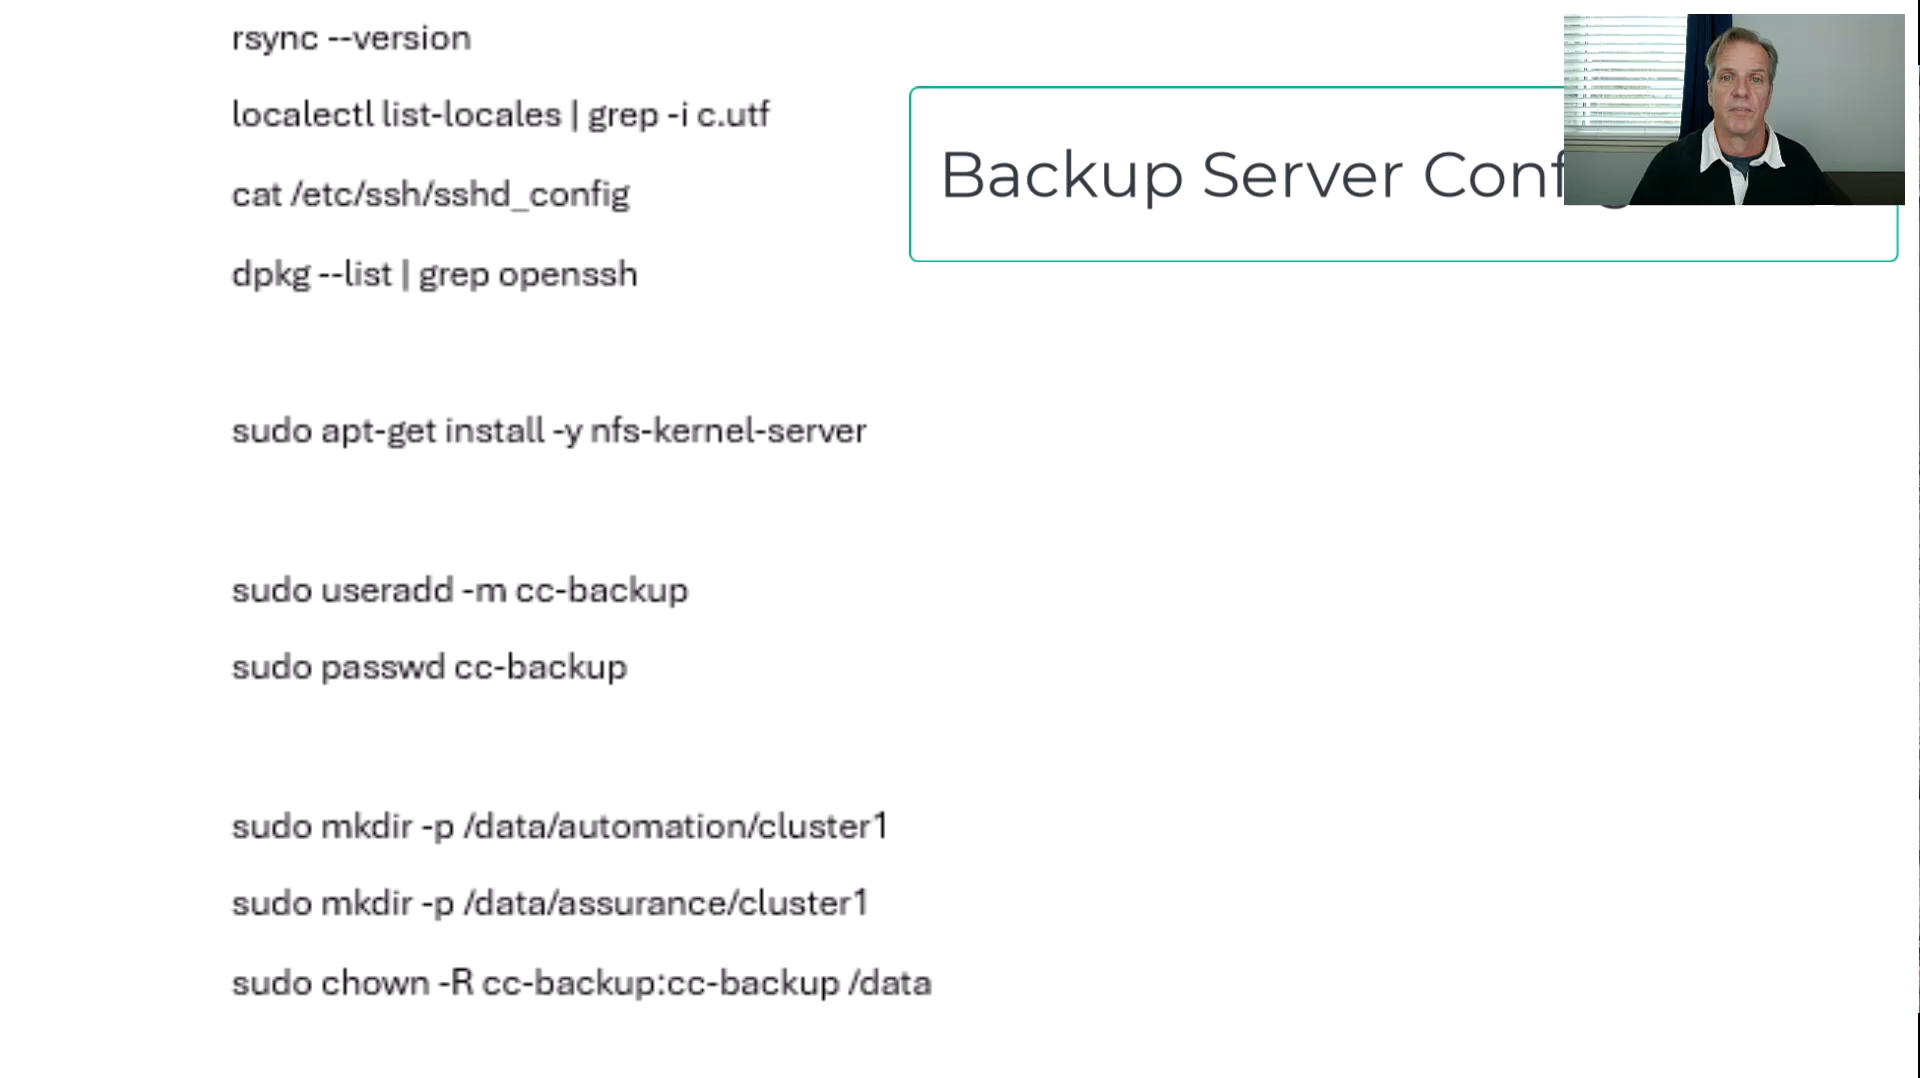 rsync --version
localectl list-locales | grep -i c.utf
cat /etc/ssh/sshd_config
dpkg --list | grep openssh
Backup Server
sudo apt-get install -y nfs-kernel-server
sudo useradd -m cc-backup
sudo passwd cc-backup
sudo mkdir -p /data/automation/cluster1
sudo mkdir -p /data/assurance/cluster1
sudo chown -R cc-backup:cc-backup /data